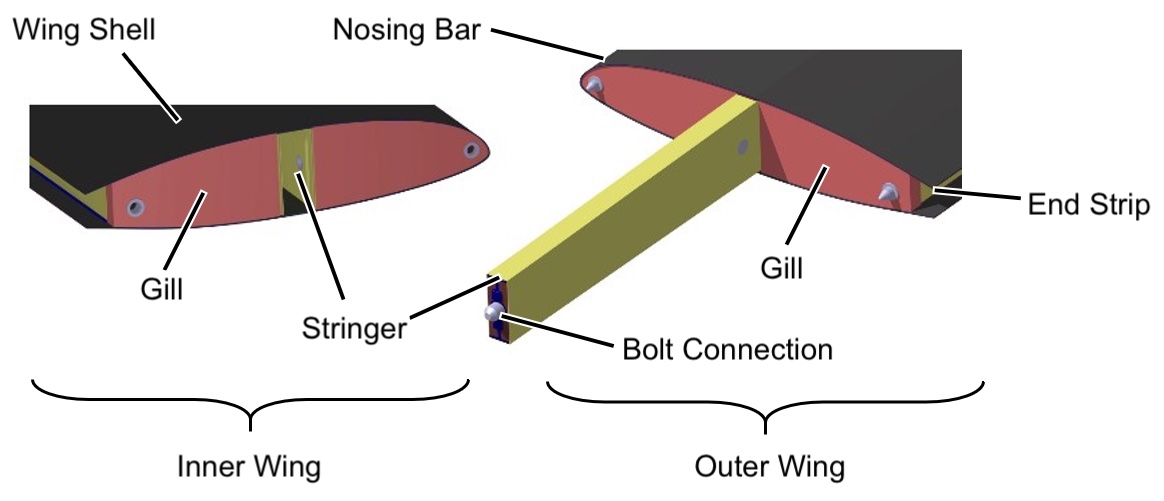 Wing Shell
Nosing Bar
End Strip
Gill
Gill
Stringer
Bolt Connection
Inner Wing
Outer Wing